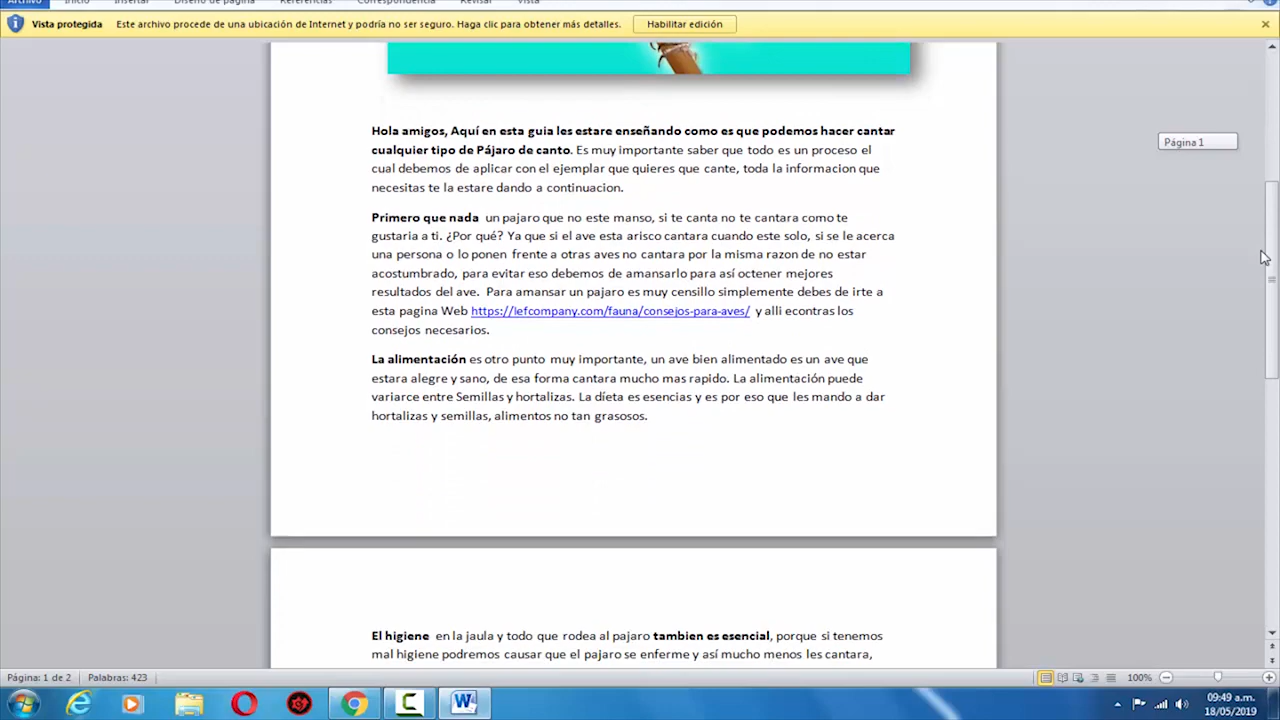 Archivo Inicio Insertar Diseño de página Referencias Correspondencia Revisar Vista
Vista protegida Este archivo procede de una ubicación de Internet y podría no ser seguro. Haga clic para obtener más detalles. Habilitar edición
Página 1
Hola amigos, Aquí en esta guia les estare enseñando como es que podemos hacer cantar
cualquier tipo de Pájaro de canto. Es muy importante saber que todo es un proceso el
cual debemos de aplicar con el ejemplar que quieres que cante, toda la informacion que
necesitas te la estare dando a continuacion.
Primero que nada un pajaro que no este manso, si te canta no te cantara como te
gustaria a ti. ¿Por qué? Ya que si el ave esta arisco cantara cuando este solo, si se le acerca
una persona o lo ponen frente a otras aves no cantara por la misma razon de no estar
acostumbrado, para evitar eso debemos de amansarlo para así octener mejores
resultados del ave. Para amansar un pajaro es muy censillo simplemente debes de irte a
esta pagina Web https://lefcompany.com/fauna/consejos-para-aves/ y alli econtras los
consejos necesarios.
La alimentación es otro punto muy importante, un ave bien alimentado es un ave que
estara alegre y sano, de esa forma cantara mucho mas rapido. La alimentación puede
variarce entre Semillas y hortalizas. La díeta es esencias y es por eso que les mando a dar
hortalizas y semillas, alimentos no tan grasosos.
El higiene en la jaula y todo que rodea al pajaro tambien es esencial, porque si tenemos
mal higiene podremos causar que el pajaro se enferme y así mucho menos les cantara,
Página: 1 de 2 Palabras: 423 100%
09:49 a.m.
18/05/2019